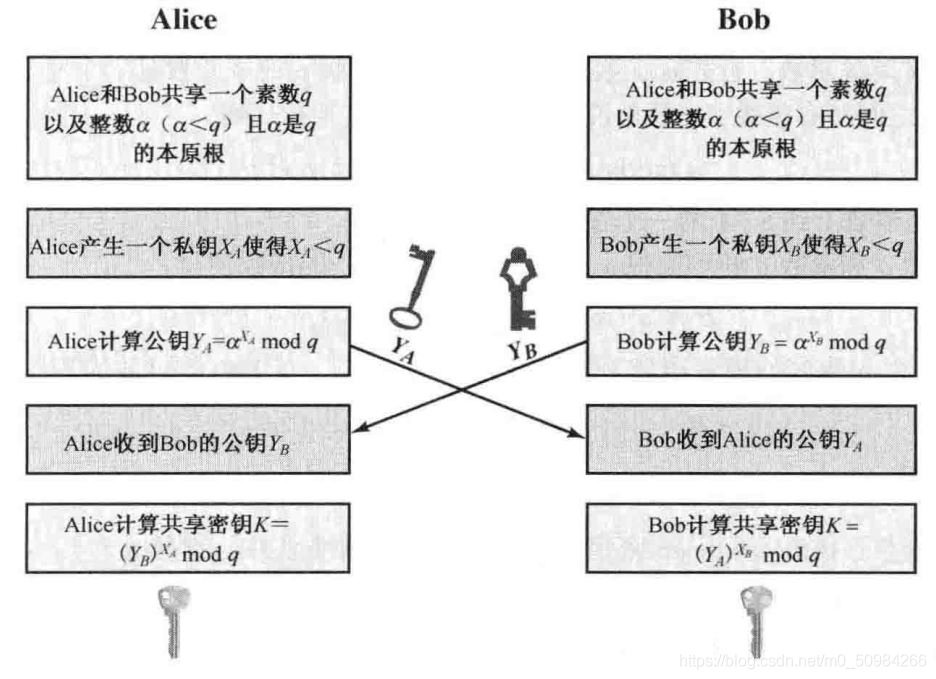 Alice
Bob
Alice和Bob共享一个素数q
以及整数α（α＜q）且α是q
的本原根
Alice和Bob共享一个素数q
以及整数α（α＜q）且α是q
的本原根
Alice产生一个私钥X_A使得X_A＜q
Bob产生一个私钥X_B使得X_B＜q
Alice计算公钥Y_A=α^{X_A} mod q
Y_A
Y_B
Bob计算公钥Y_B = α^{X_B} mod q
Alice收到Bob的公钥Y_B
Bob收到Alice的公钥Y_A
Alice计算共享密钥K＝
(Y_B)^{X_A} mod q
Bob计算共享密钥K＝
(Y_A)^{X_B} mod q
https://blog.csdn.net/m0_50984266